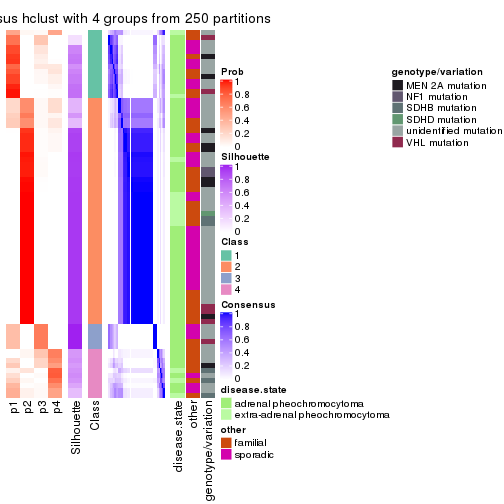 sus hclust with 4 groups from 250 partitions
Prob
1
0.8
0.6
0.4
0.2
0
Silhouette
1
0.8
0.6
0.4
0.2
0
Class
1
2
3
4
Consensus
1
0.8
0.6
0.4
0.2
0
disease.state
adrenal pheochromocytoma
extra-adrenal pheochromocytoma
other
familial
sporadic
genotype/variation
MEN 2A mutation
NF1 mutation
SDHB mutation
SDHD mutation
unidentified mutation
VHL mutation
p1
p2
p3
p4
Silhouette
Class
disease.state
other
genotype/variation